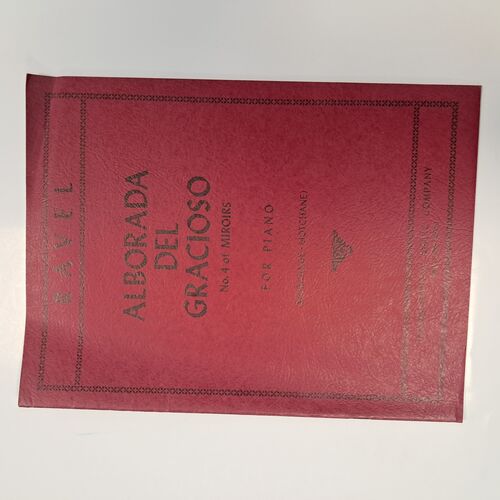 RAVEL
ALBORADA
DEL
GRACIOSO
No. 4 of MIROIRS
FOR PIANO
COMPANY